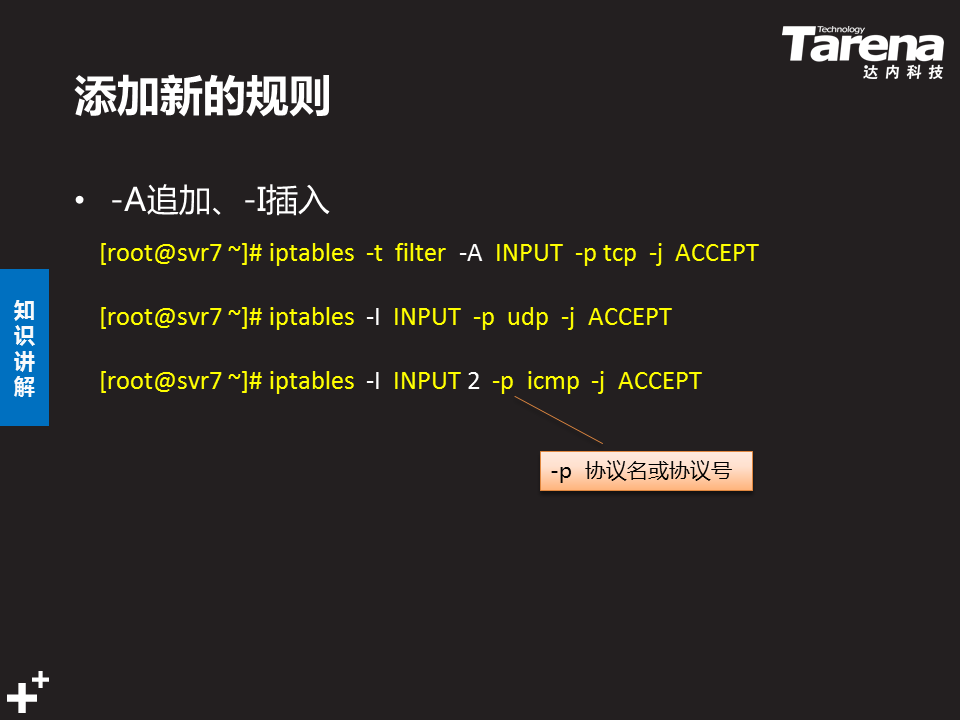 Technology
Tarena
达内科技
添加新的规则
• -A追加、-I插入
[root@svr7 ~]# iptables -t filter -A INPUT -p tcp -j ACCEPT
[root@svr7 ~]# iptables -I INPUT -p udp -j ACCEPT
[root@svr7 ~]# iptables -I INPUT 2 -p icmp -j ACCEPT
-p 协议名或协议号
知
识
讲
解